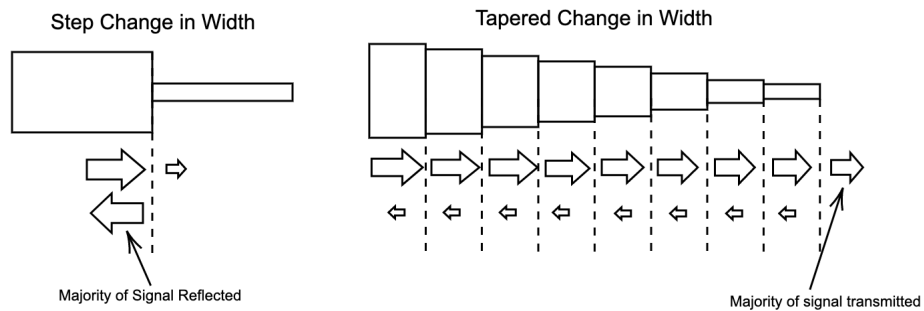 Step Change in Width
Tapered Change in Width
Majority of Signal Reflected
Majority of signal transmitted